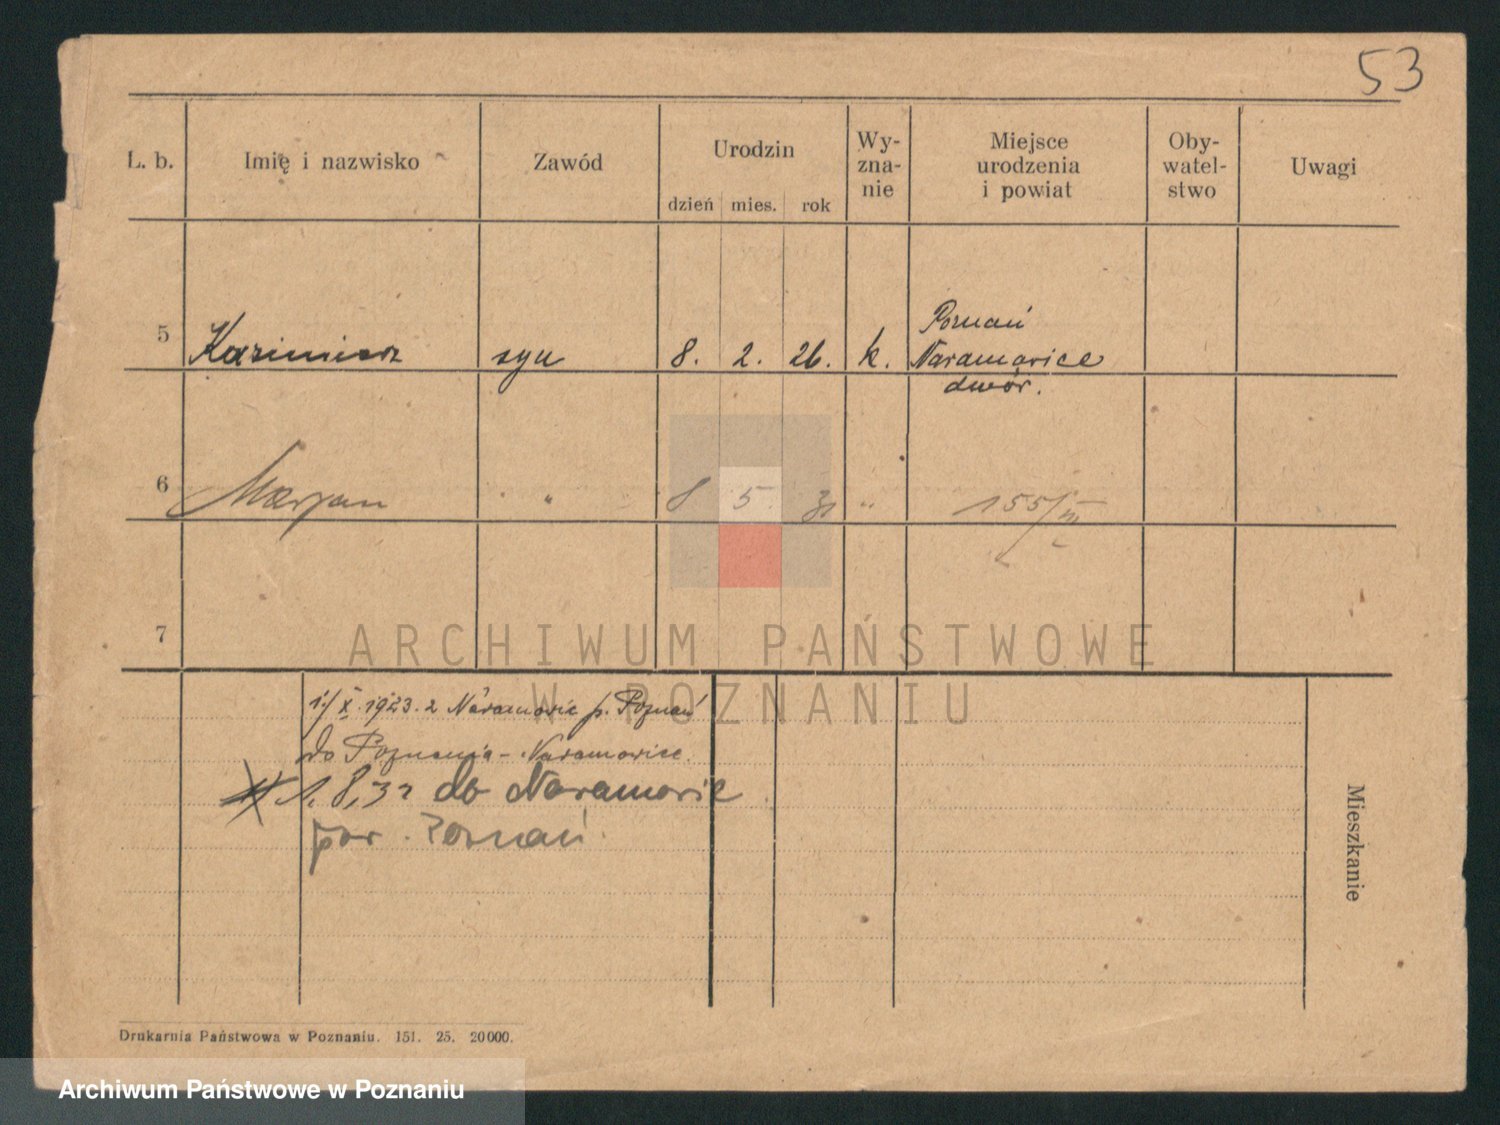 53
L. b. Imię i nazwisko Zawód Urodzin Wy-zna-nie Miejsce urodzenia i powiat Oby-watel-stwo Uwagi
dzień mies. rok
5 Kazimierz syn 8. 2. 26. k. Poznań
Naramowice
dwór.
6 Marjan " 8 5. 31 " 155/III
7
ARCHIWUM PAŃSTWOWE
W POZNANIU
1./X. 1923. z Naramowic p. Poznań
do Poznania - Naramowice.
1. 8, 32 do Naramowic
pow. Poznań.
Mieszkanie
Drukarnia Państwowa w Poznaniu. 151. 25. 20000.
Archiwum Państwowe w Poznaniu